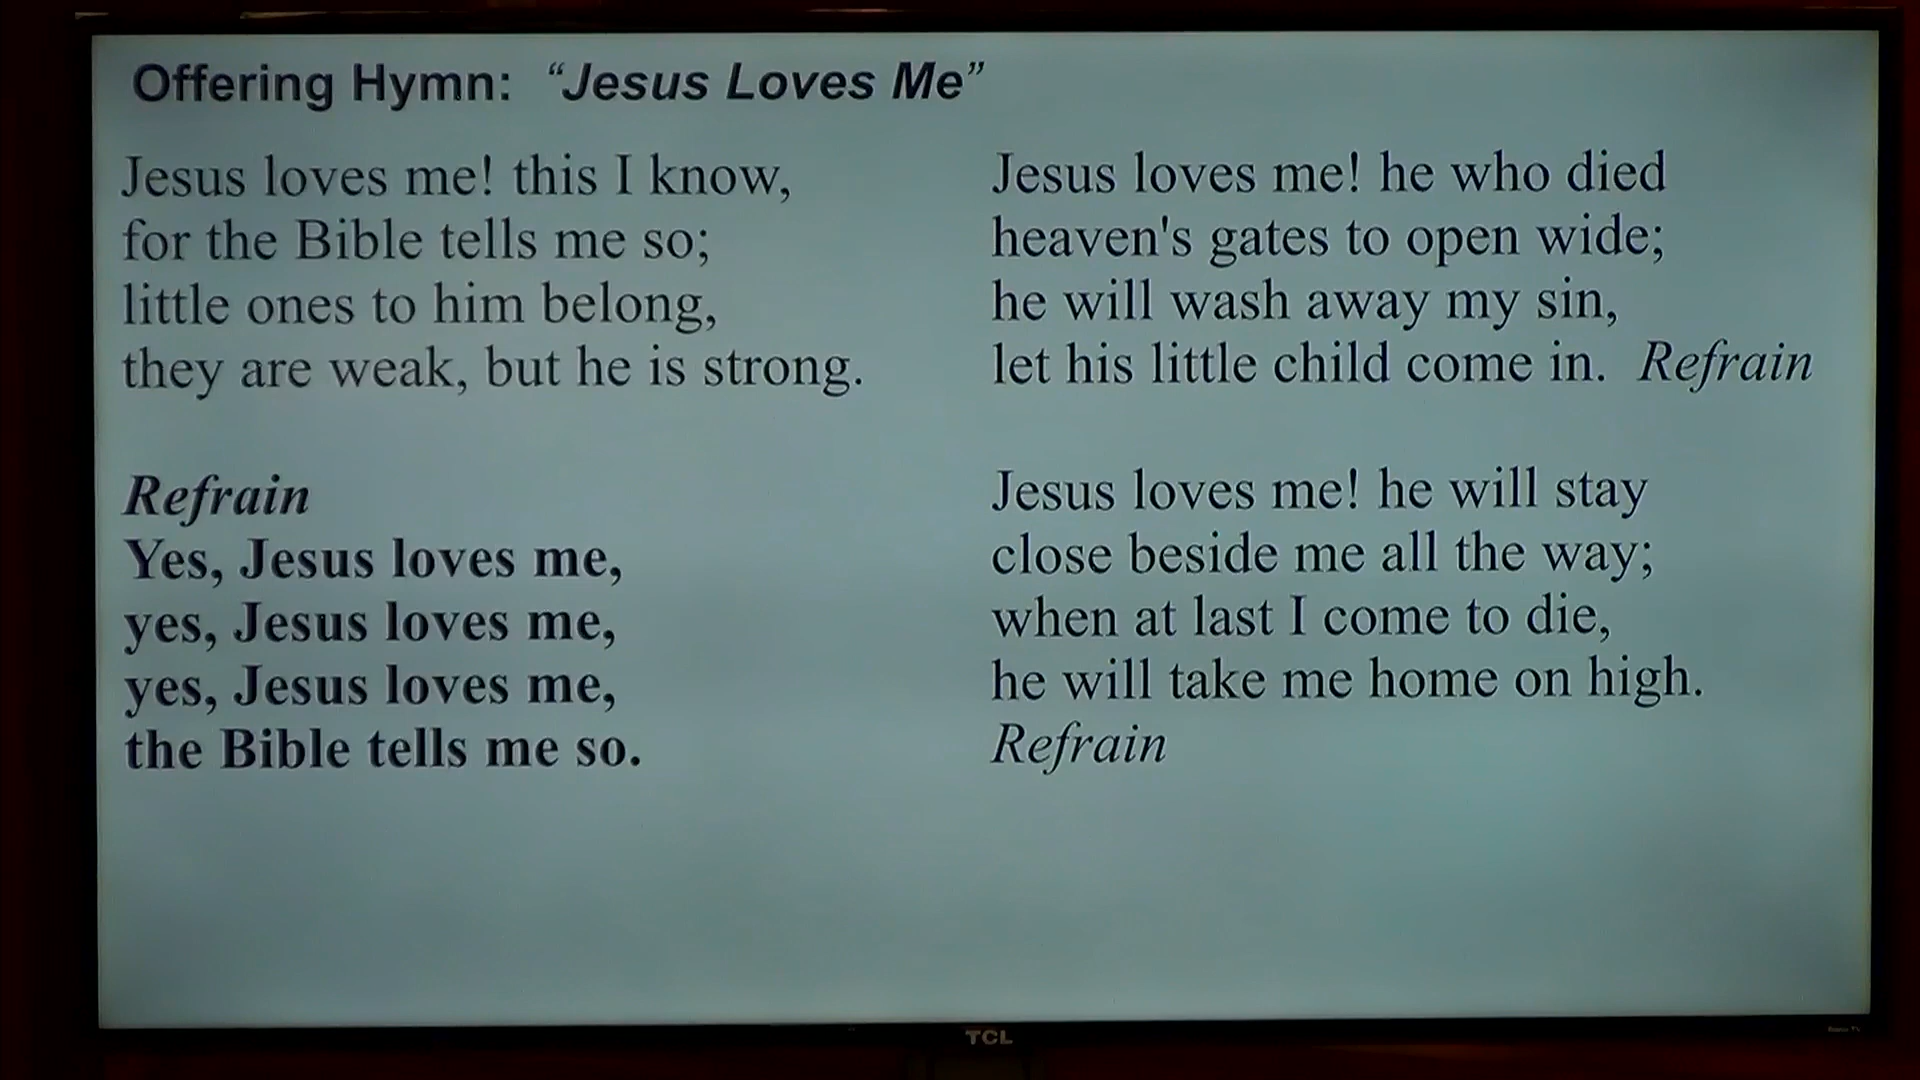 Offering Hymn: “Jesus Loves Me”
Jesus loves me! this I know,
for the Bible tells me so;
little ones to him belong,
they are weak, but he is strong.
Refrain
Yes, Jesus loves me,
yes, Jesus loves me,
yes, Jesus loves me,
the Bible tells me so.
Jesus loves me! he who died
heaven's gates to open wide;
he will wash away my sin,
let his little child come in. Refrain
Jesus loves me! he will stay
close beside me all the way;
when at last I come to die,
he will take me home on high.
Refrain
TCL